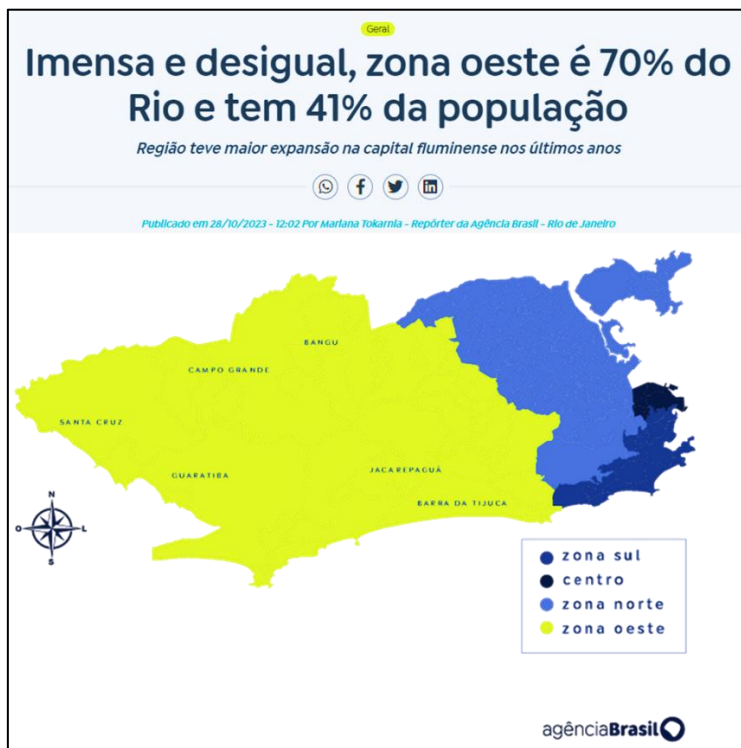 Geral
Imensa e desigual, zona oeste é 70% do
Rio e tem 41% da população
Região teve maior expansão na capital fluminense nos últimos anos
Publicado em 28/10/2023 - 12:02 Por Mariana Tokarnia - Repórter da Agência Brasil - Rio de Janeiro
BANGU
CAMPO GRANDE
SANTA CRUZ
GUARATIBA
JACAREPAGUÁ
BARRA DA TIJUCA
N
O
L
S
zona sul
centro
zona norte
zona oeste
agênciaBrasil